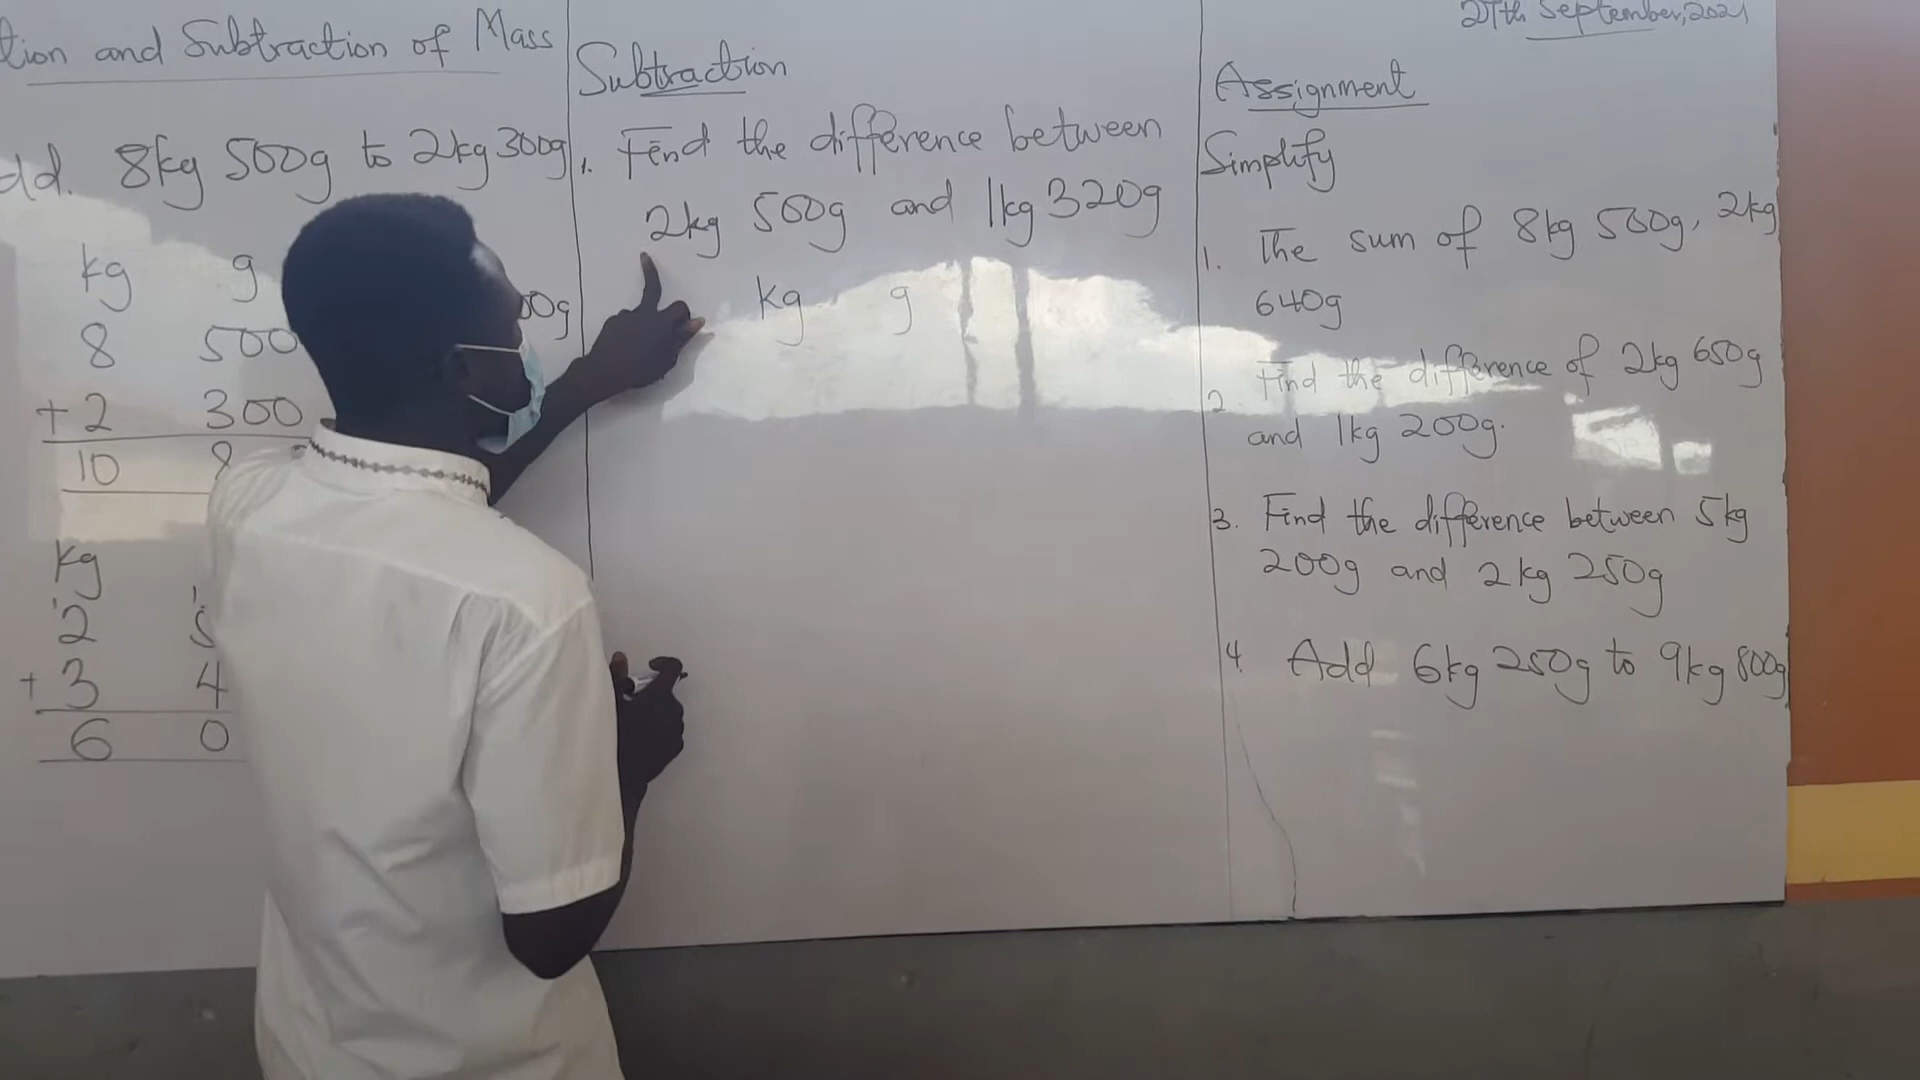 tion and Subtraction of Mass
dd. 8kg 500g to 2kg 300g
kg g
00g
8 500
+ 2 300
10 8
kg
1 1
2 5
+ 3 4
6 0
Subtraction
1. Find the difference between
2kg 500g and 1kg 320g
kg g
27th September, 2021
Assignment
Simplify
1. The sum of 8kg 500g, 2kg
640g
2. Find the difference of 2kg 650g
and 1kg 200g.
3. Find the difference between 5kg
200g and 2kg 250g
4 Add 6kg 250g to 9kg 800g